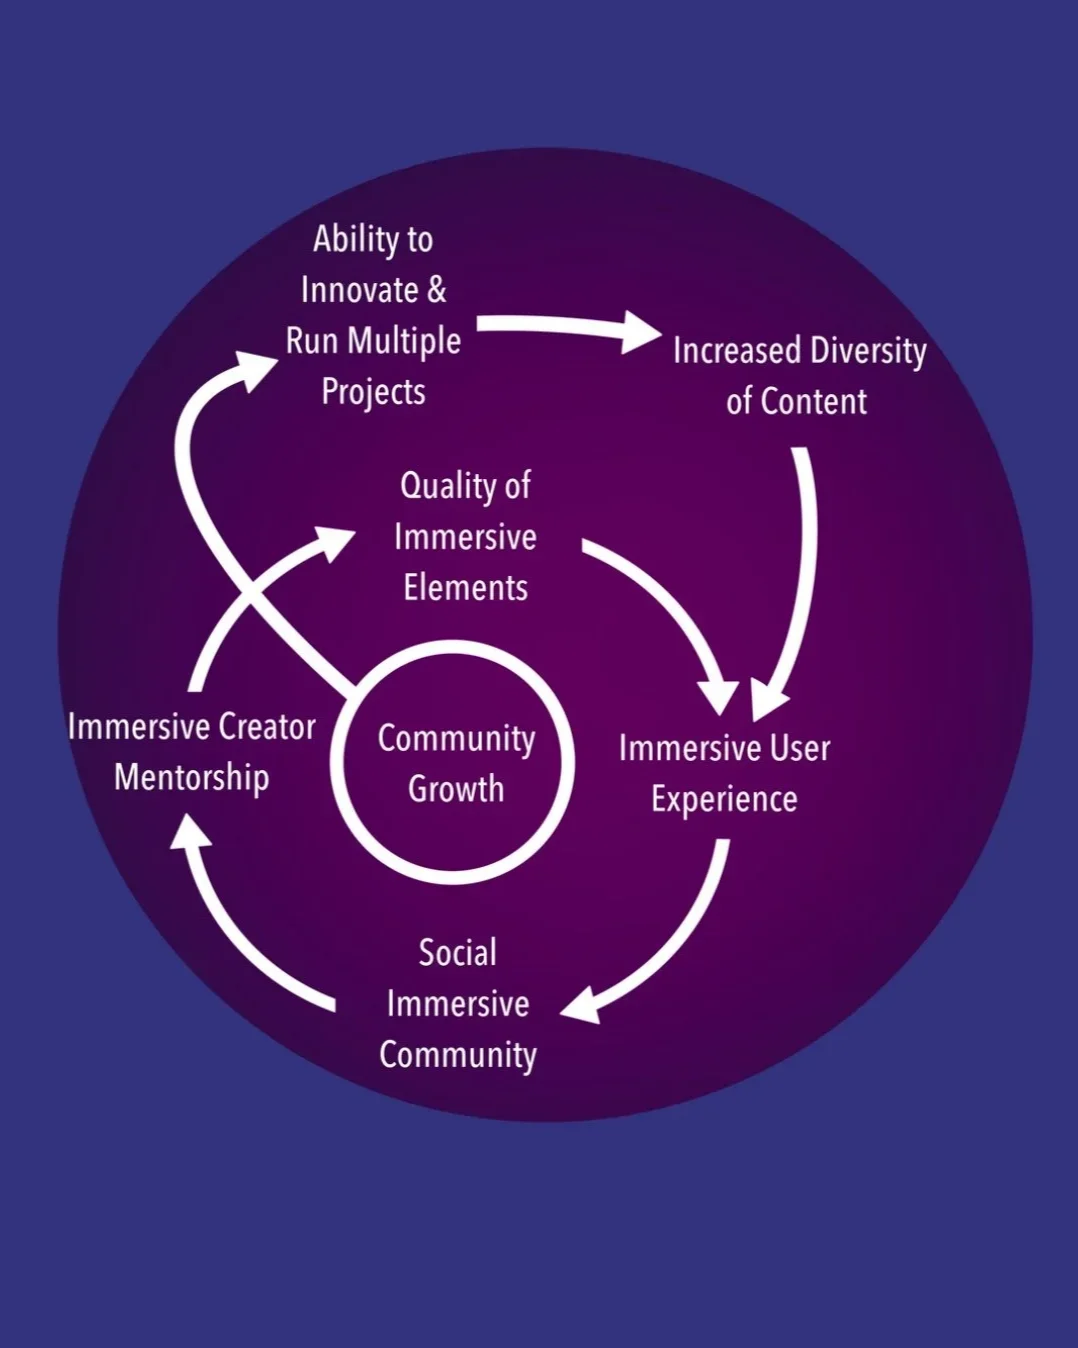 Ability to
Innovate &
Run Multiple
Projects
Increased Diversity
of Content
Quality of
Immersive
Elements
Immersive Creator
Mentorship
Community
Growth
Immersive User
Experience
Social
Immersive
Community